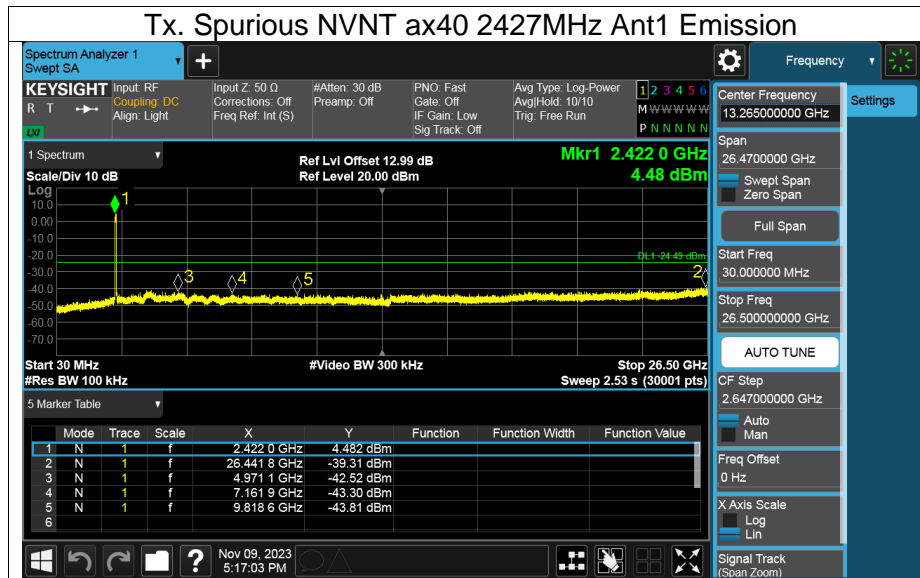 Tx. Spurious NVNT ax40 2427MHz Ant1 Emission
Spectrum Analyzer 1
Swept SA
+
Frequency
KEYSIGHT
R T
LXI
Input: RF
Coupling: DC
Align: Light
Input Z: 50 Ω
Corrections: Off
Freq Ref: Int (S)
#Atten: 30 dB
Preamp: Off
PNO: Fast
Gate: Off
IF Gain: Low
Sig Track: Off
Avg Type: Log-Power
Avg|Hold: 10/10
Trig: Free Run
1 2 3 4 5 6
M W W W W W
P N N N N N
1 Spectrum
Scale/Div 10 dB
Ref Lvl Offset 12.99 dB
Ref Level 20.00 dBm
Mkr1 2.422 0 GHz
4.48 dBm
Log
10.0
0.00
-10.0
-20.0
-30.0
-40.0
-50.0
-60.0
-70.0
1
DL1 -24.49 dBm
2
3
4
5
Start 30 MHz
#Res BW 100 kHz
#Video BW 300 kHz
Stop 26.50 GHz
Sweep 2.53 s (30001 pts)
5 Marker Table
Mode Trace Scale X Y Function Function Width Function Value
1 N 1 f 2.422 0 GHz 4.482 dBm
2 N 1 f 26.441 8 GHz -39.31 dBm
3 N 1 f 4.971 1 GHz -42.52 dBm
4 N 1 f 7.161 9 GHz -43.30 dBm
5 N 1 f 9.818 6 GHz -43.81 dBm
6
?
Nov 09, 2023
5:17:03 PM
Center Frequency
13.265000000 GHz
Settings
Span
26.4700000 GHz
Swept Span
Zero Span
Full Span
Start Freq
30.000000 MHz
Stop Freq
26.500000000 GHz
AUTO TUNE
CF Step
2.647000000 GHz
Auto
Man
Freq Offset
0 Hz
X Axis Scale
Log
Lin
Signal Track
(Span Zoom)